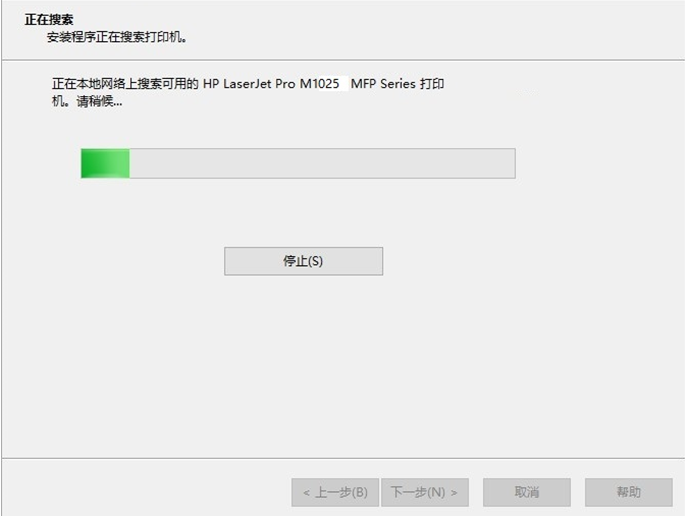 正在搜索
安装程序正在搜索打印机。
正在本地网络上搜索可用的 HP LaserJet Pro M1025 MFP Series 打印
机。请稍候...
停止(S)
< 上一步(B)
下一步(N) >
取消
帮助